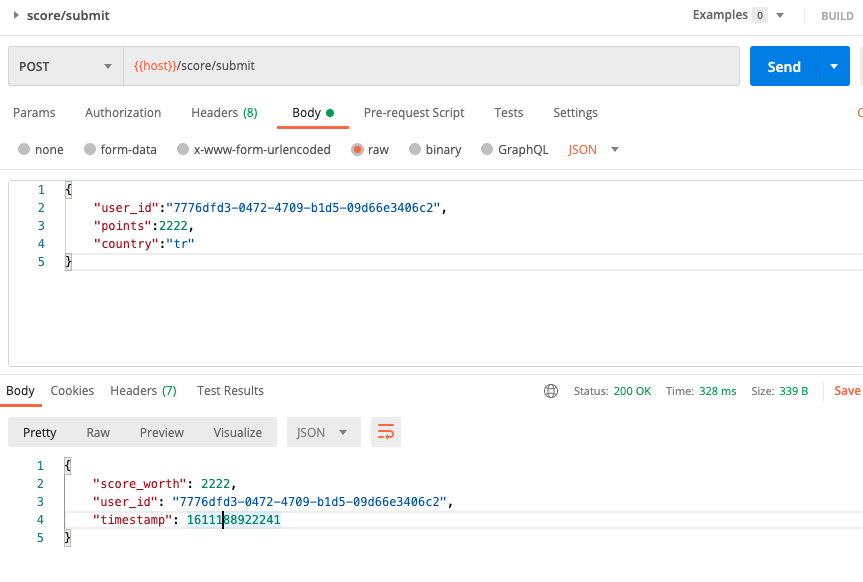 score/submit Examples 0 BUILD
POST {{host}}/score/submit Send
Params Authorization Headers (8) Body Pre-request Script Tests Settings
none form-data x-www-form-urlencoded raw binary GraphQL JSON
1 {
2 "user_id":"7776dfd3-0472-4709-b1d5-09d66e3406c2",
3 "points":2222,
4 "country":"tr"
5 }
Body Cookies Headers (7) Test Results Status: 200 OK Time: 328 ms Size: 339 B Save
Pretty Raw Preview Visualize JSON
1 {
2 "score_worth": 2222,
3 "user_id": "7776dfd3-0472-4709-b1d5-09d66e3406c2",
4 "timestamp": 1611188922241
5 }